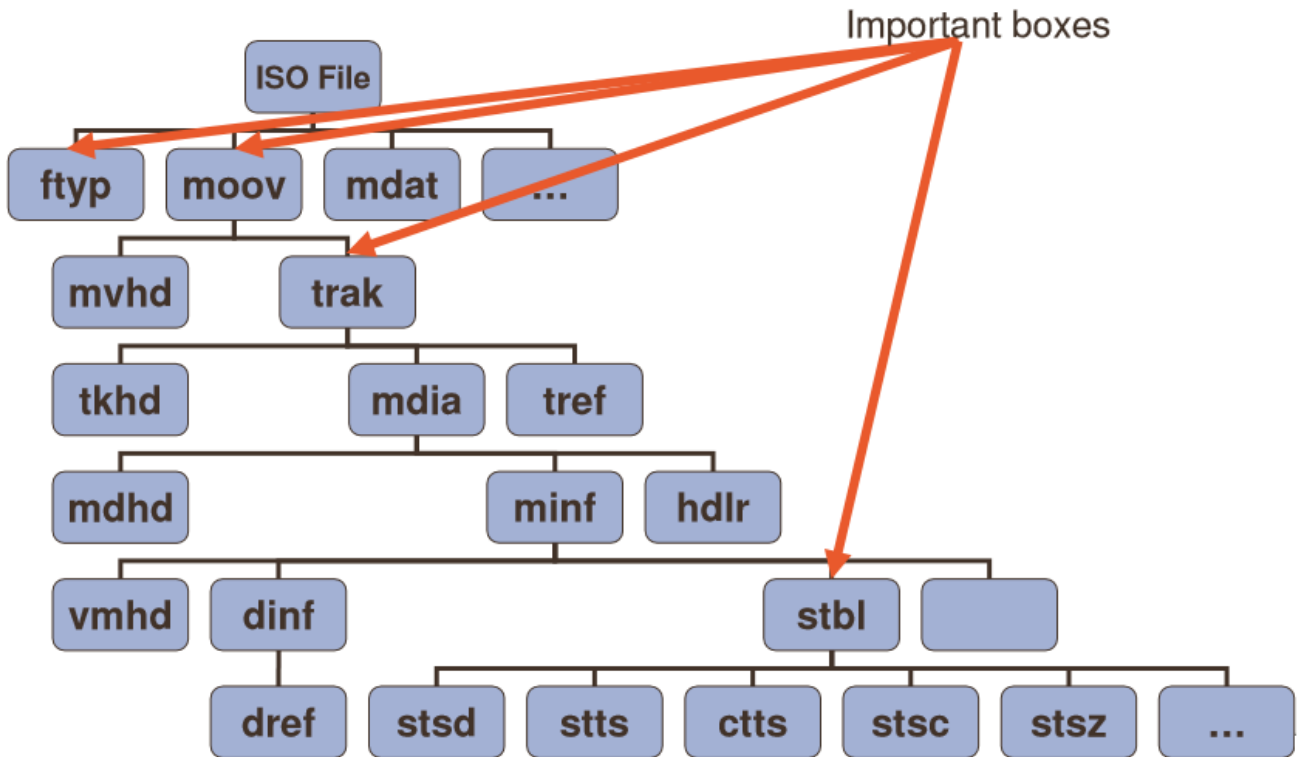 Important boxes
ISO File
ftyp moov mdat ...
mvhd trak
tkhd mdia tref
mdhd minf hdlr
vmhd dinf stbl
dref stsd stts ctts stsc stsz ...